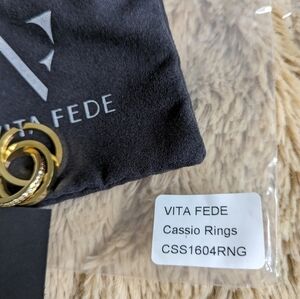 VITA FEDE
VITA FEDE
Cassio Rings
CSS1604RNG